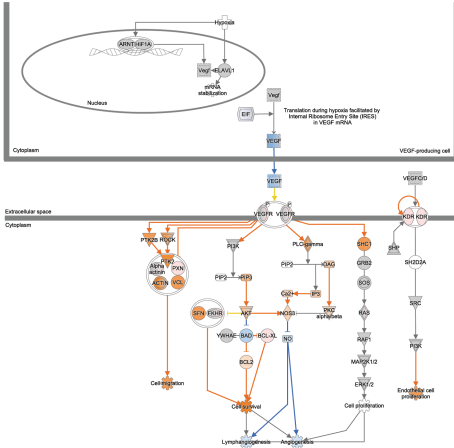 Hypoxia
ARNT HIF1A
Vegf ELAVL1
mRNA
stabilization
Nucleus
Vegf
EIF
Translation during hypoxia facilitated by
Internal Ribosome Entry Site (IRES)
in VEGF mRNA
VEGF
Cytoplasm
VEGF-producing cell
VEGF
VEGFC/D
Extracellular space
Cytoplasm
VEGFR VEGFR
KDR KDR
PTK2B ROCK
PI3K
PLC-gamma
SHC1
SHP
PTK2
Alpha
actinin
PXN
ACTN
VCL
PIP2 PIP3
PIP2
DAG
GRB2
SH2D2A
Ca2+
IP3
SOS
SFN FKHR
AKT
NOS3
PKC
alpha/beta
RAS
SRC
YWHAE BAD BCL-XL
NO
RAF1
PI3K
BCL2
MAP2K1/2
Cell migration
ERK1/2
Endothelial cell
proliferation
Cell survival
Cell proliferation
Lymphangiogenesis
Angiogenesis